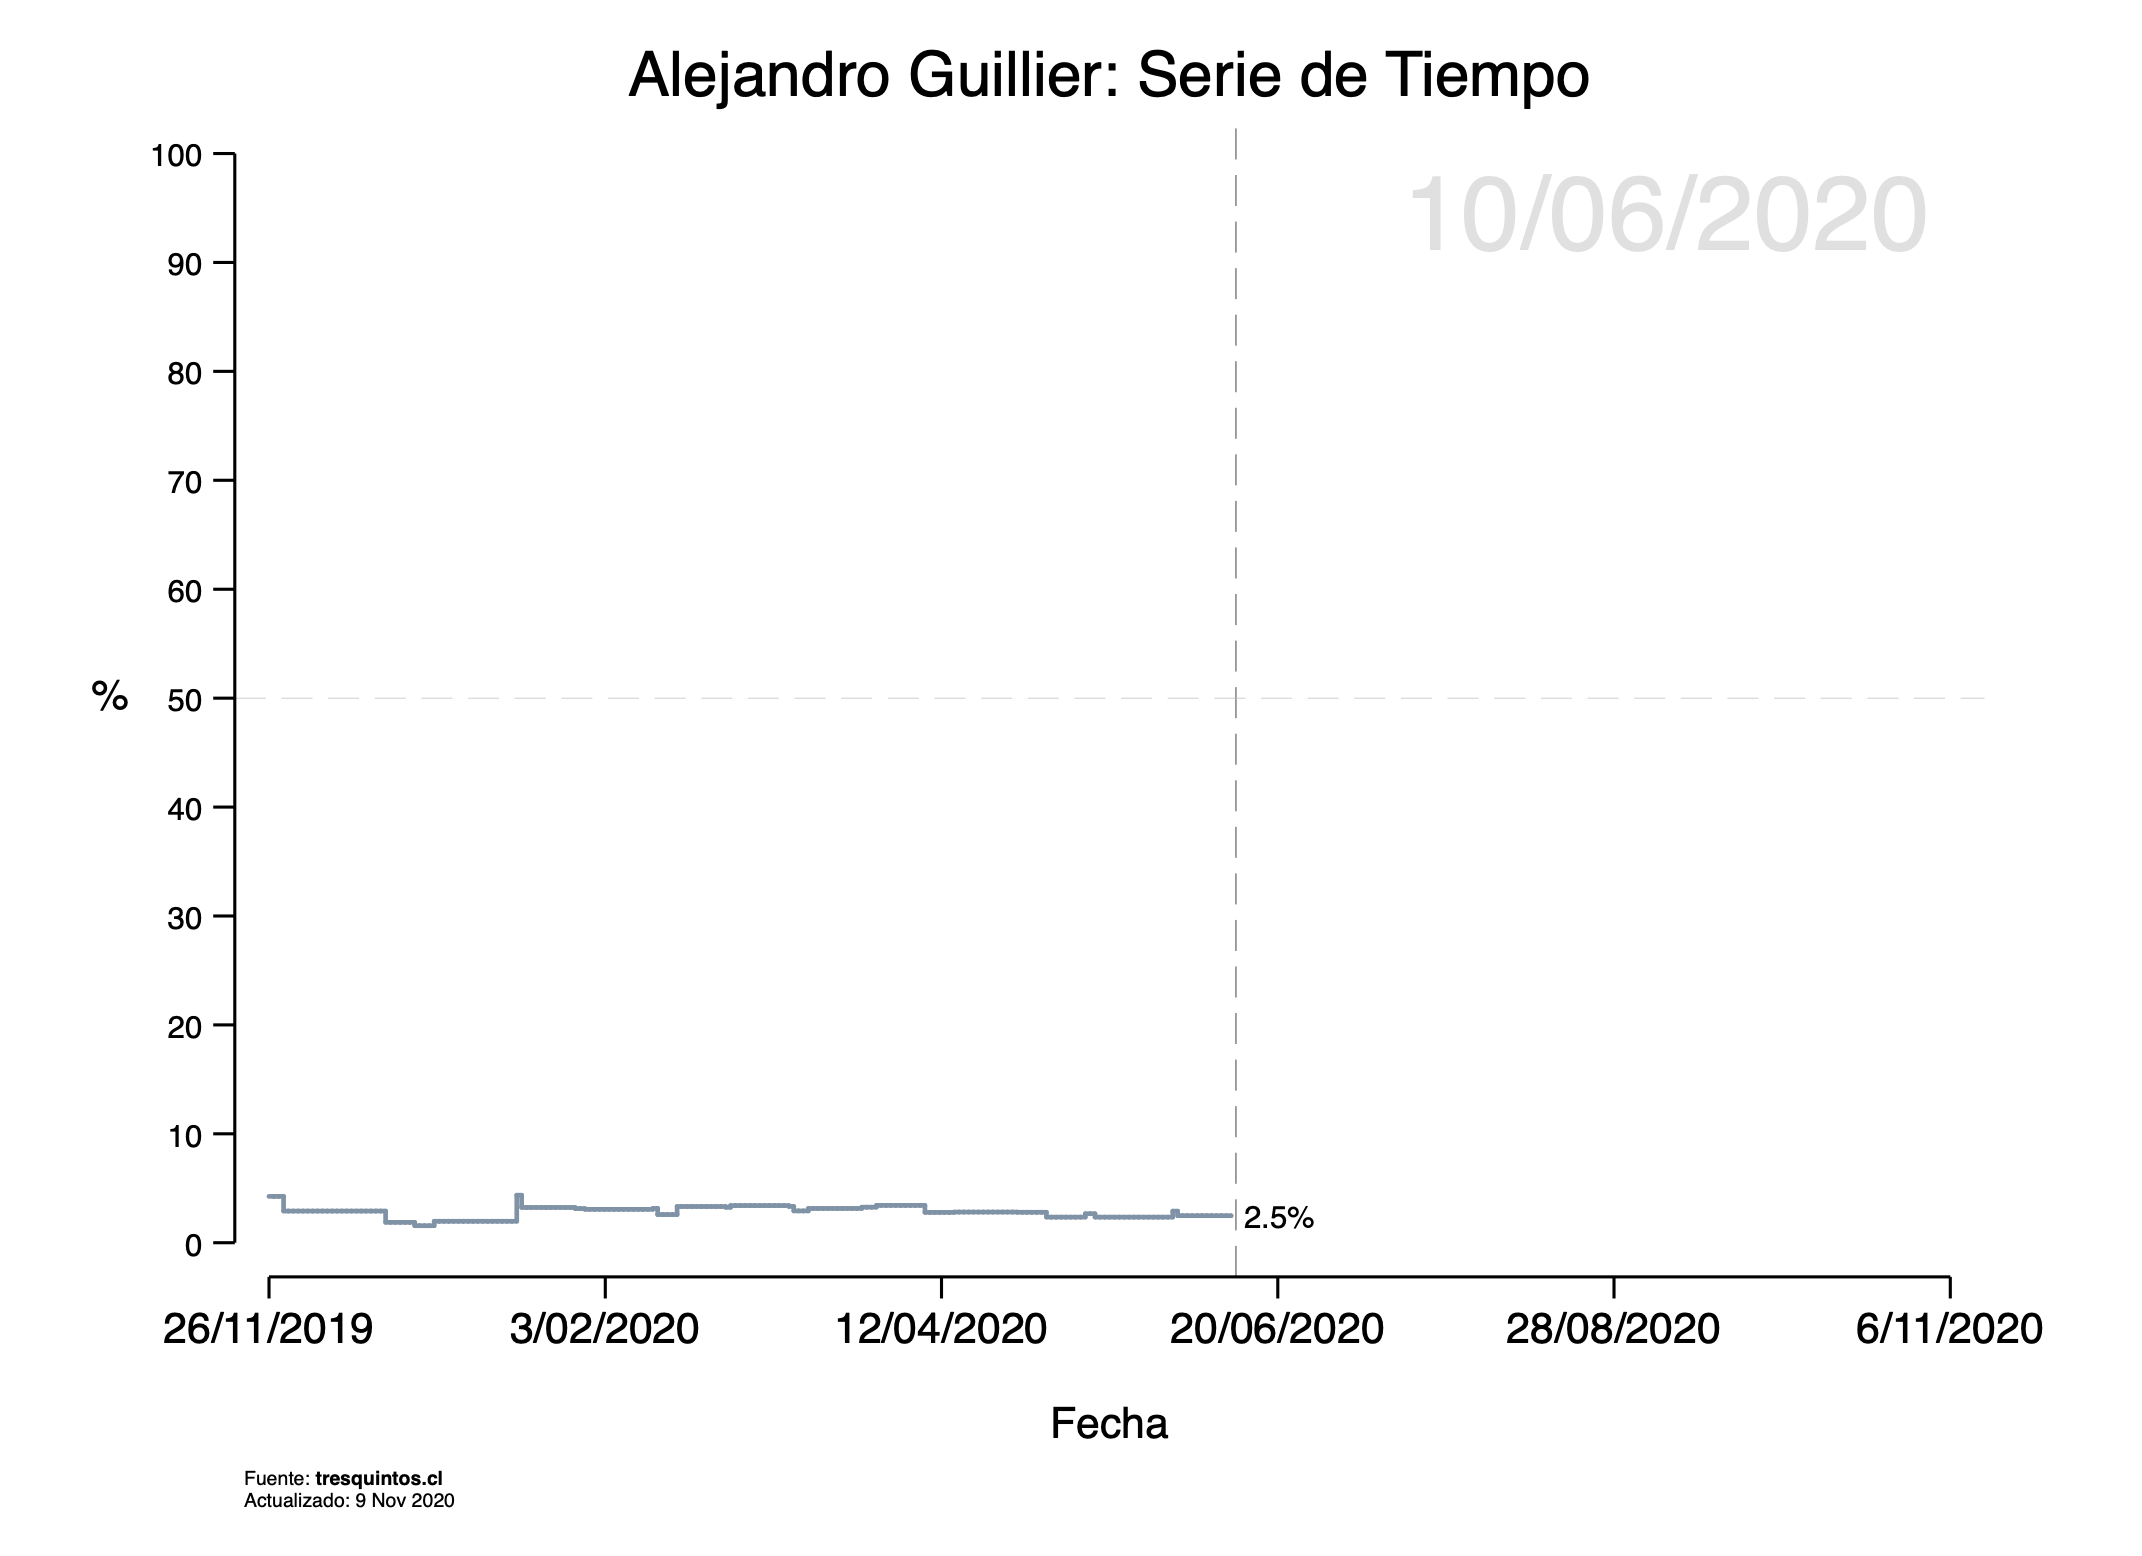 Alejandro Guillier: Serie de Tiempo
10/06/2020
100
90
80
70
60
50
40
30
20
10
0
%
2.5%
26/11/2019 3/02/2020 12/04/2020 20/06/2020 28/08/2020 6/11/2020
Fecha
Fuente: tresquintos.cl
Actualizado: 9 Nov 2020